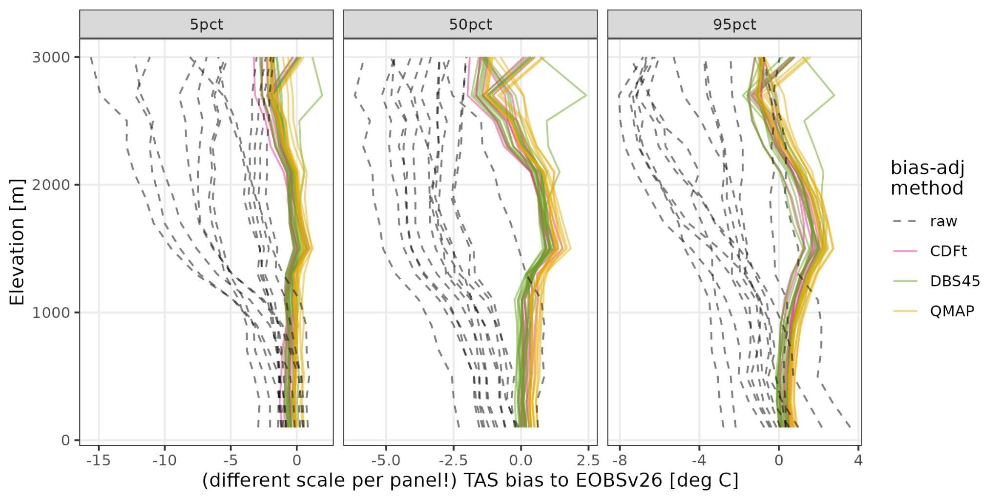 5pct
50pct
95pct
3000
2000
1000
0
Elevation [m]
-15
-10
-5
0
-5.0
-2.5
0.0
2.5
-8
-4
0
4
(different scale per panel!) TAS bias to EOBSv26 [deg C]
bias-adj
method
raw
CDFt
DBS45
QMAP